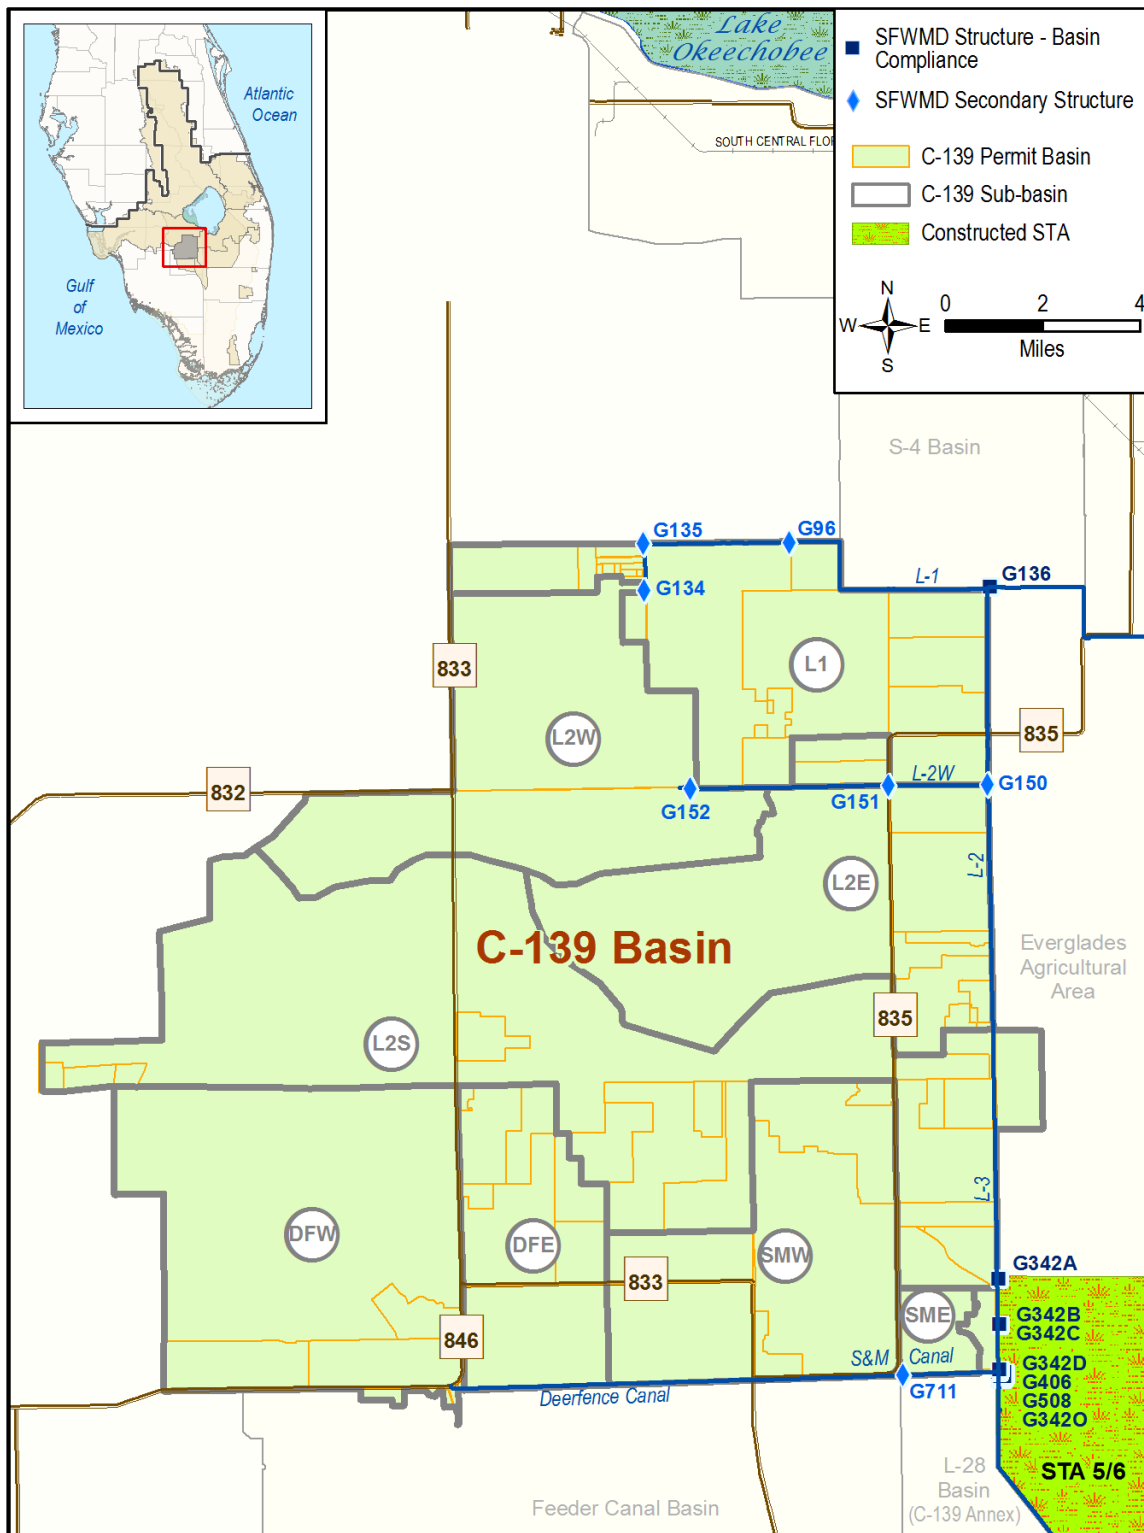 Lake
Okeechobee
SOUTH CENTRAL FLOR
Atlantic
Ocean
Gulf
of
Mexico
SFWMD Structure - Basin
Compliance
SFWMD Secondary Structure
C-139 Permit Basin
C-139 Sub-basin
Constructed STA
N
W
E
S
0
2
4
Miles
S-4 Basin
G135
G96
G134
L-1
G136
L1
833
L2W
835
832
L-2W
G152
G151
G150
L-2
L2E
C-139 Basin
Everglades
Agricultural
Area
835
L2S
L-3
DFW
DFE
SMW
G342A
833
SME
G342B
G342C
846
S&M Canal
G342D
G406
G508
G342O
Deerfence Canal
G711
STA 5/6
L-28
Basin
(C-139 Annex)
Feeder Canal Basin